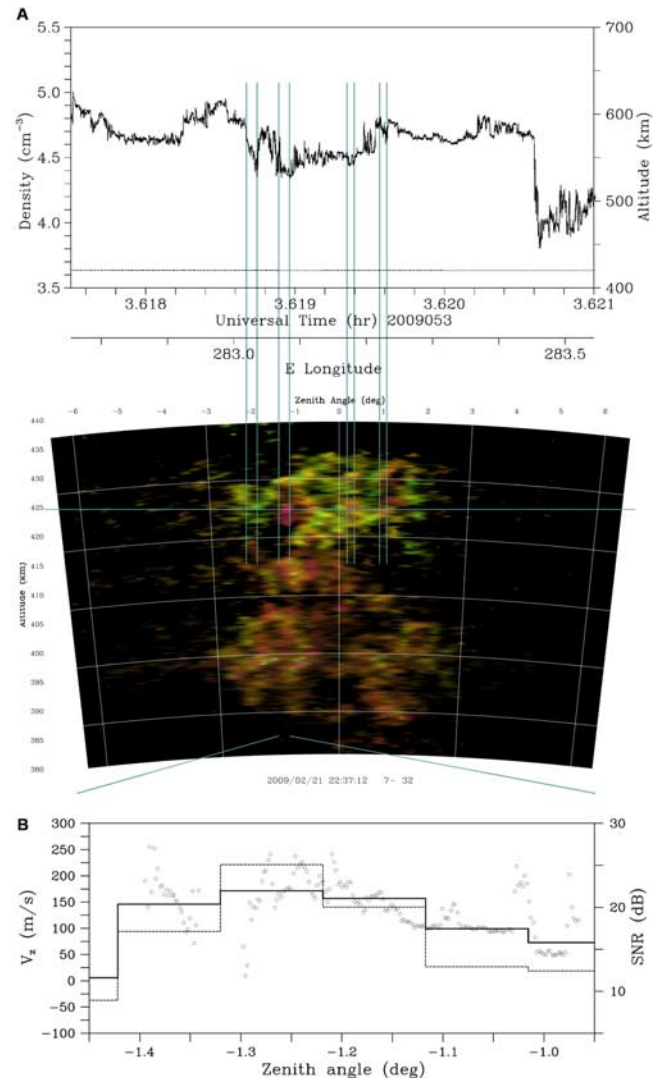 A
5.5
5.0
4.5
4.0
3.5
Density (cm⁻³)
700
600
500
400
Altitude (km)
3.618 3.619 3.620 3.621
Universal Time (hr) 2009053
283.0 283.5
E Longitude
Zenith Angle (deg)
-6 -5 -4 -3 -2 -1 0 1 2 3 4 5 6
440
435
430
425
420
415
410
405
400
395
390
385
380
Altitude (km)
2009/02/21 22:37:12 7- 32
B
300
250
200
150
100
50
0
-50
-100
V_z (m/s)
30
20
10
SNR (dB)
-1.4 -1.3 -1.2 -1.1 -1.0
Zenith angle (deg)